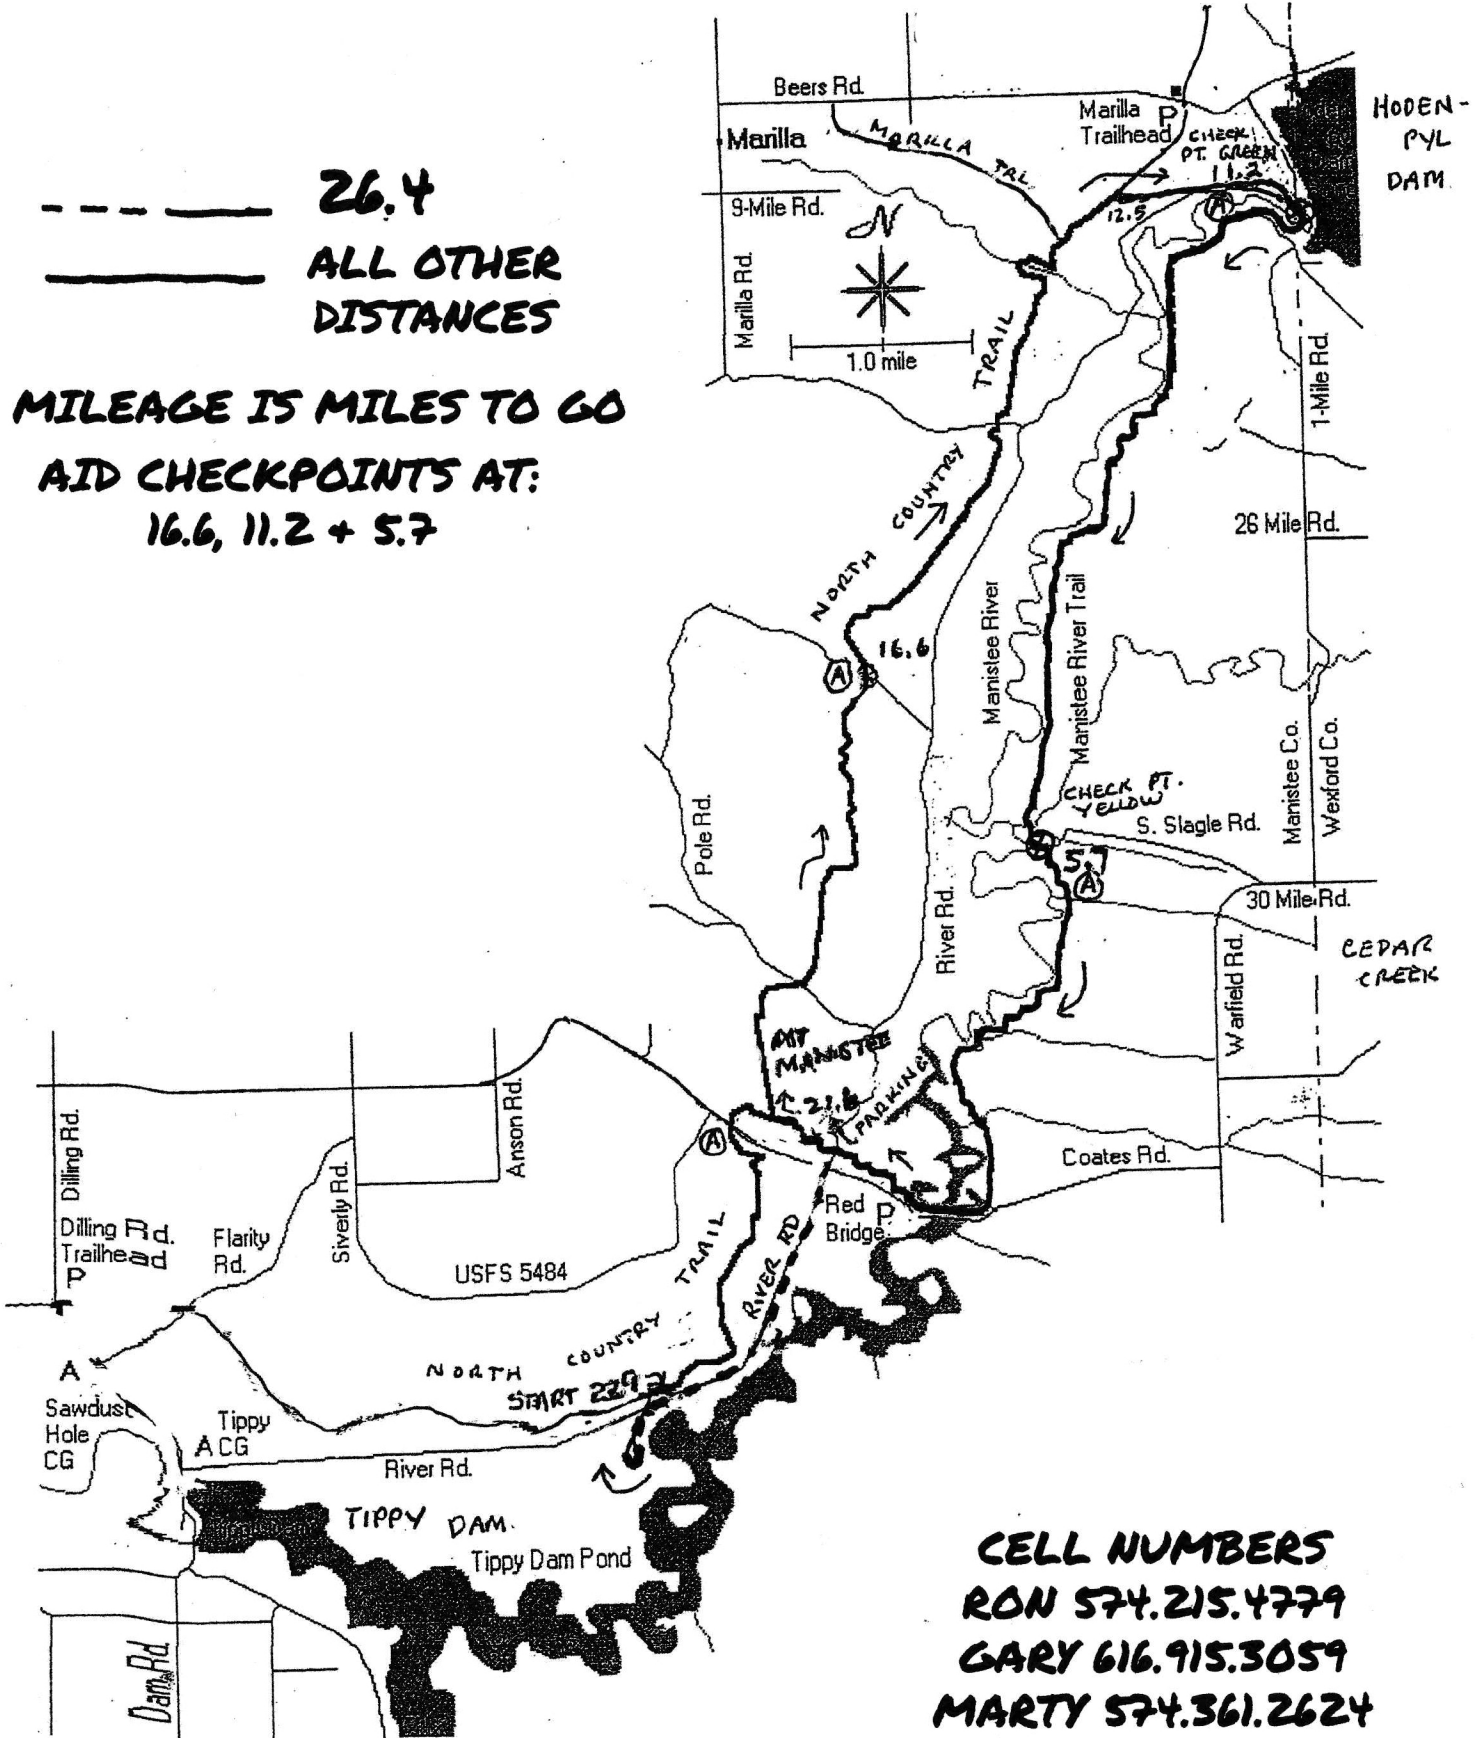 Beers Rd.
HODEN-
PYL
DAM
Marilla
Trailhead
P
CHECK
PT. GREEN
11.2
A
Marilla
MARILLA TRL
26.4
ALL OTHER
DISTANCES
9-Mile Rd.
12.5
N
Marilla Rd.
1.0 mile
1-Mile Rd.
MILEAGE IS MILES TO GO
AID CHECKPOINTS AT:
16.6, 11.2 + 5.7
NORTH COUNTRY TRAIL
26 Mile Rd.
Manistee River
Manistee River Trail
16.6
A
Manistee Co.
Wexford Co.
CHECK PT.
YELLOW
S. Slagle Rd.
5.7
A
Pole Rd.
River Rd.
30 Mile Rd.
Warfield Rd.
CEDAR
CREEK
MANISTEE
PARKING
A
Coates Rd.
Dilling Rd.
Anson Rd.
Siverly Rd.
Dilling Rd.
Trailhead
P
Flarity
Rd.
USFS 5484
Red
Bridge
P
RIVER RD
NORTH COUNTRY TRAIL
START
A
Sawdust
Hole
CG
Tippy
A CG
River Rd.
TIPPY DAM.
Tippy Dam Pond
Dam Rd.
CELL NUMBERS
RON 574.215.4779
GARY 616.915.3059
MARTY 574.361.2624